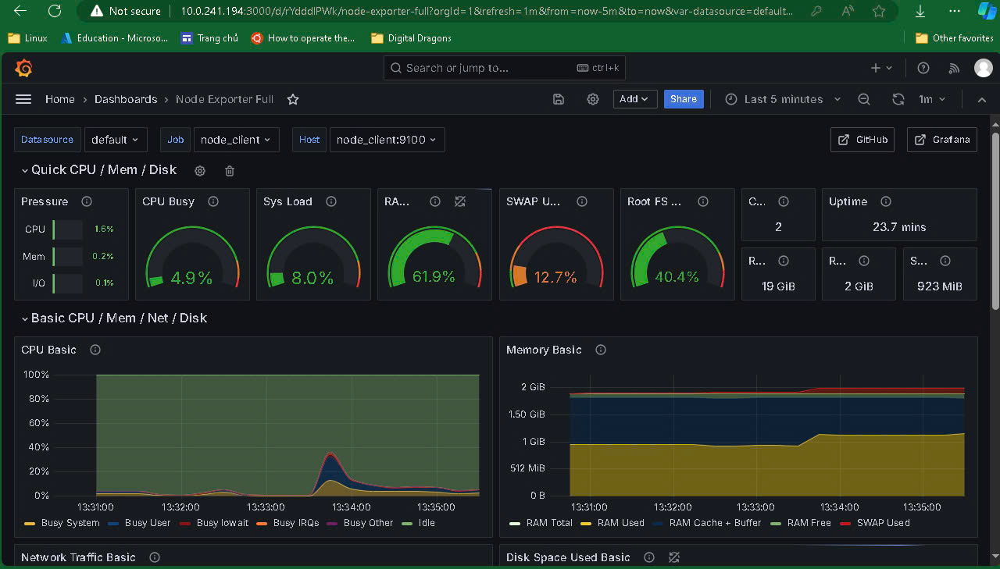 Not secure 10.0.241.194:3000/d/rYdddlPWk/node-exporter-full?orgId=1&refresh=1m&from=now-5m&to=now&var-datasource=default...
Linux Education - Microso... Trang chủ How to operate the... Digital Dragons Other favorites
Search or jump to... ctrl+k
Home > Dashboards > Node Exporter Full Add Share Last 5 minutes 1m
Datasource default Job node_client Host node_client:9100 GitHub Grafana
Quick CPU / Mem / Disk
Pressure CPU Busy Sys Load RA... SWAP U... Root FS ... C... Uptime
CPU 1.6%
Mem 0.2%
I/O 0.1%
4.9% 8.0% 61.9% 12.7% 40.4%
2 23.7 mins
R... R... S...
19 GiB 2 GiB 923 MiB
Basic CPU / Mem / Net / Disk
CPU Basic
100%
80%
60%
40%
20%
0%
13:31:00 13:32:00 13:33:00 13:34:00 13:35:00
Busy System Busy User Busy Iowait Busy IRQs Busy Other Idle
Memory Basic
2 GiB
1.50 GiB
1 GiB
512 MiB
0 B
13:31:00 13:32:00 13:33:00 13:34:00 13:35:00
RAM Total RAM Used RAM Cache + Buffer RAM Free SWAP Used
Network Traffic Basic Disk Space Used Basic